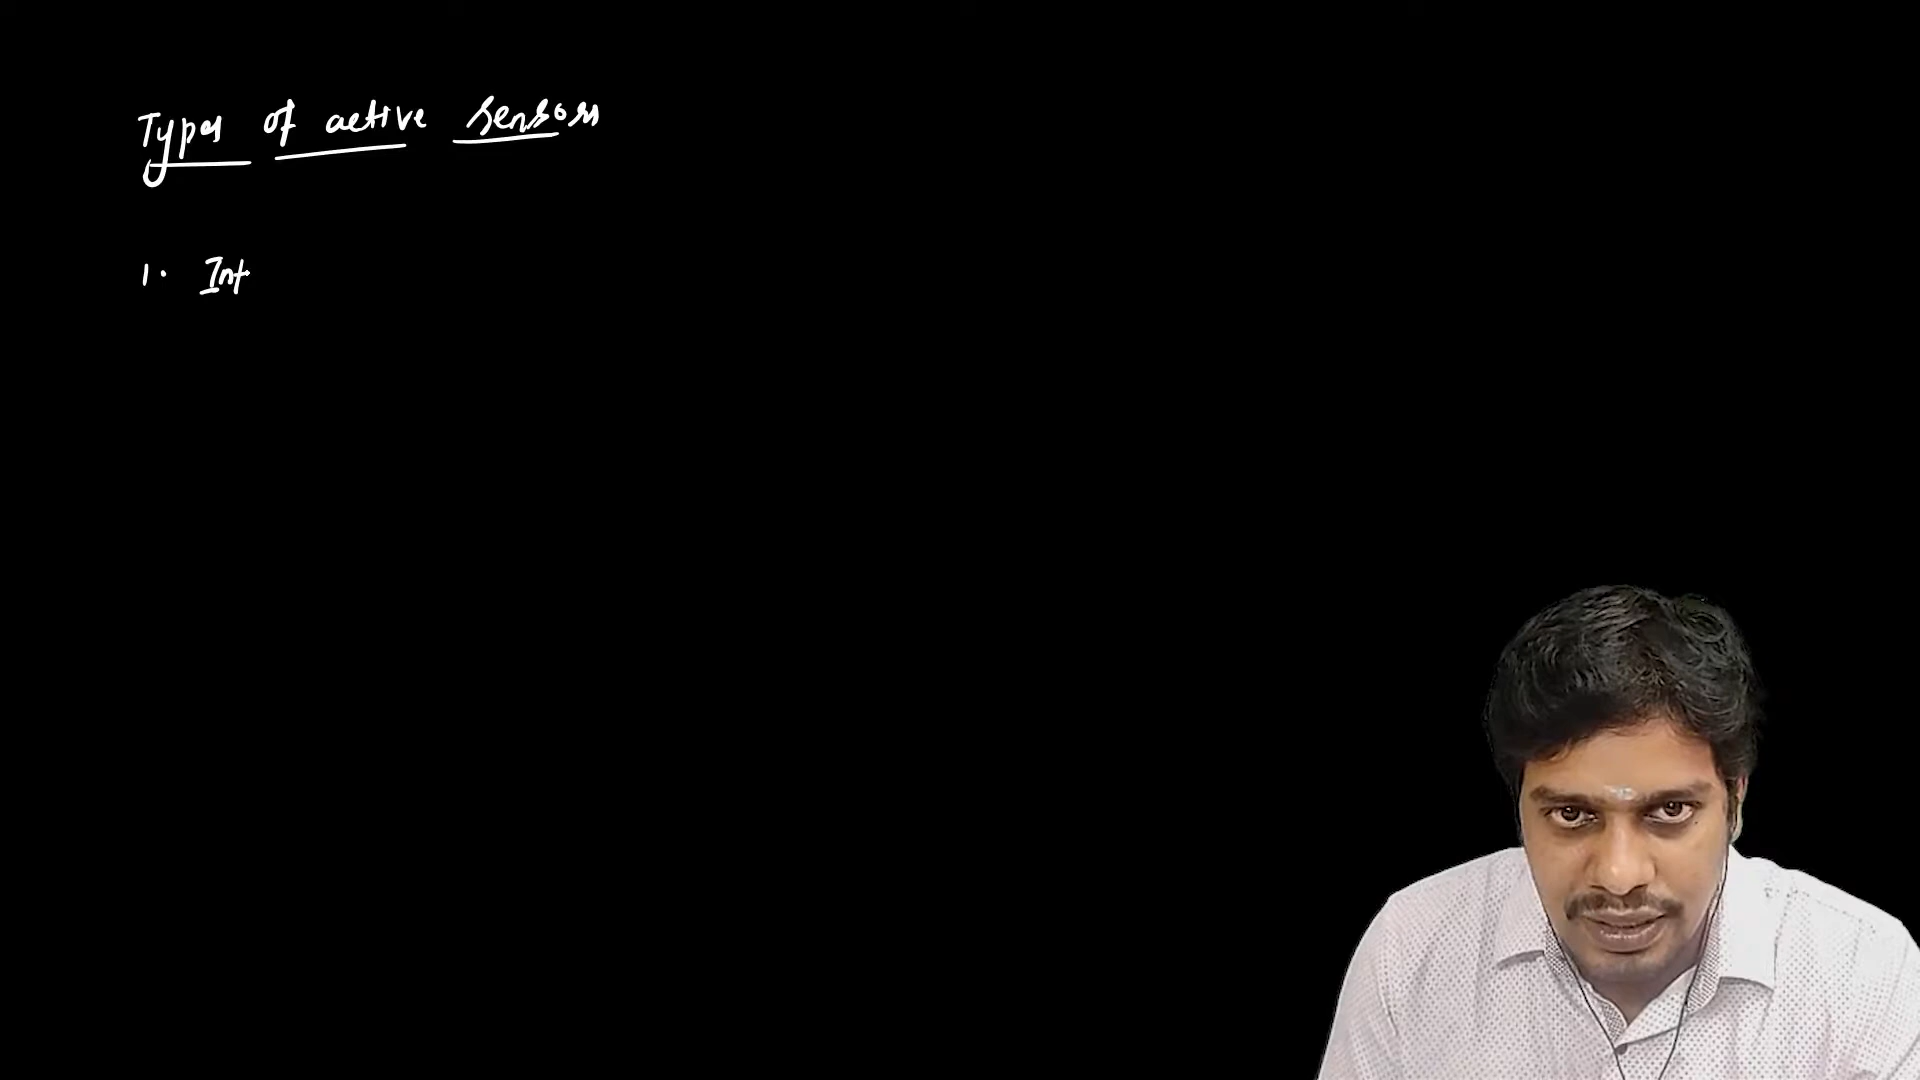 Types of active sensors
1. Int